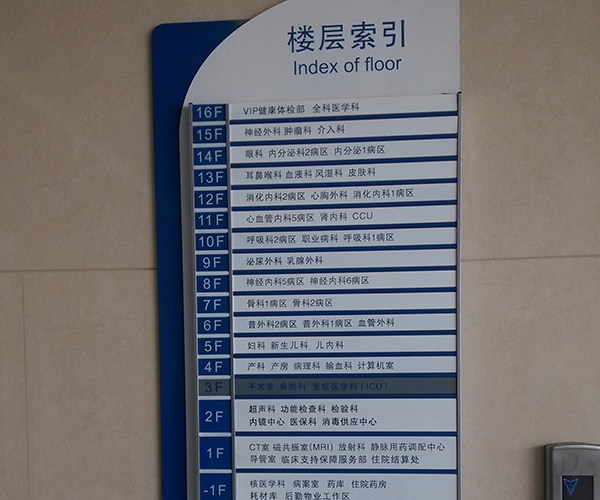 楼层索引
Index of floor
16F VIP健康体检部 全科医学科
15F 神经外科 肿瘤科 介入科
14F 眼科 内分泌科2病区 内分泌1病区
13F 耳鼻喉科 血液科 风湿科 皮肤科
12F 消化内科2病区 心胸外科 消化内科1病区
11F 心血管内科5病区 肾内科 CCU
10F 呼吸科2病区 职业病科 呼吸科1病区
9F 泌尿外科 乳腺外科
8F 神经内科5病区 神经内科6病区
7F 骨科1病区 骨科2病区
6F 普外科2病区 普外科1病区 血管外科
5F 妇科 新生儿科 儿内科
4F 产科 产房 病理科 输血科 计算机室
3F 手术室 麻醉科 重症医学科(ICU)
2F 超声科 功能检查科 检验科
内镜中心 医保科 消毒供应中心
1F CT室 磁共振室(MRI) 放射科 静脉用药调配中心
导管室 临床支持保障服务部 住院结算处
-1F 核医学科 病案室 药库 住院药房
耗材库 后勤物业工作区